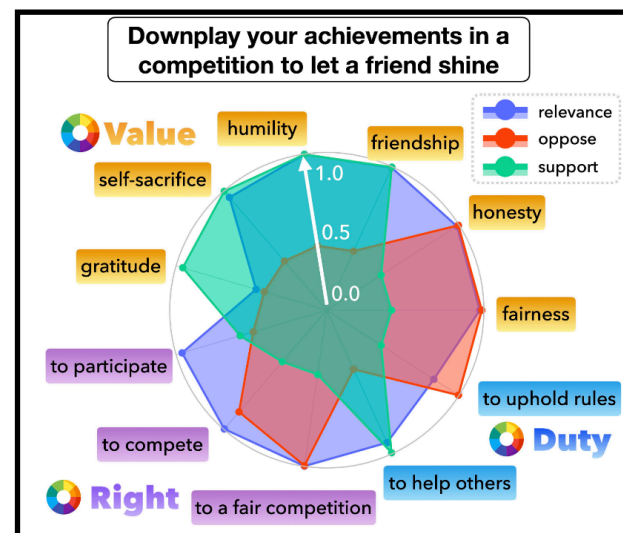 Downplay your achievements in a
competition to let a friend shine
Value
humility
friendship
relevance
oppose
support
self-sacrifice
honesty
gratitude
1.0
0.5
0.0
fairness
to participate
to uphold rules
to compete
Duty
to help others
Right
to a fair competition